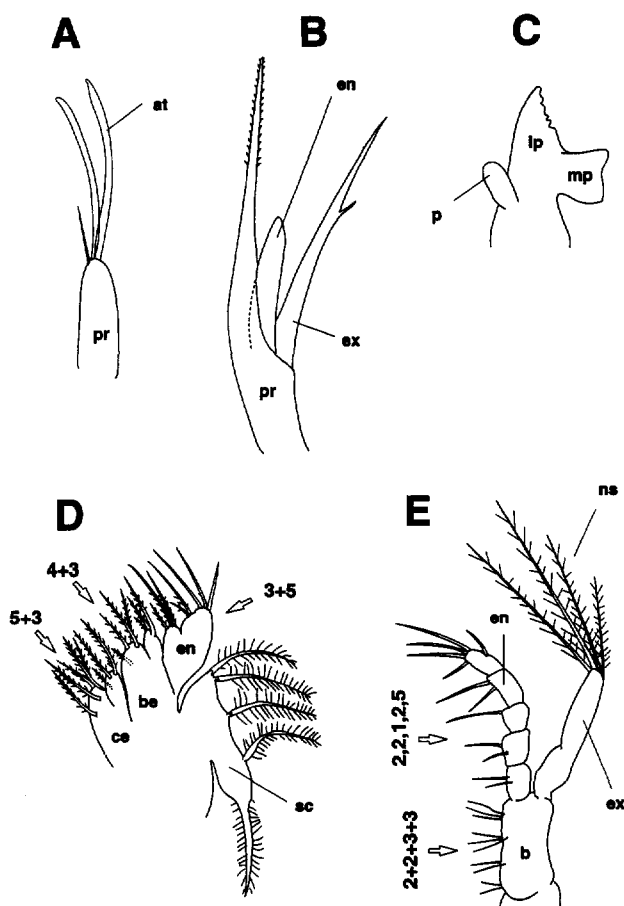 A
at
pr
B
en
ex
pr
C
ip
mp
p
D
4+3
5+3
3+5
en
be
ce
sc
E
ns
en
2,2,1,2,5
ex
2+2+3+3
b